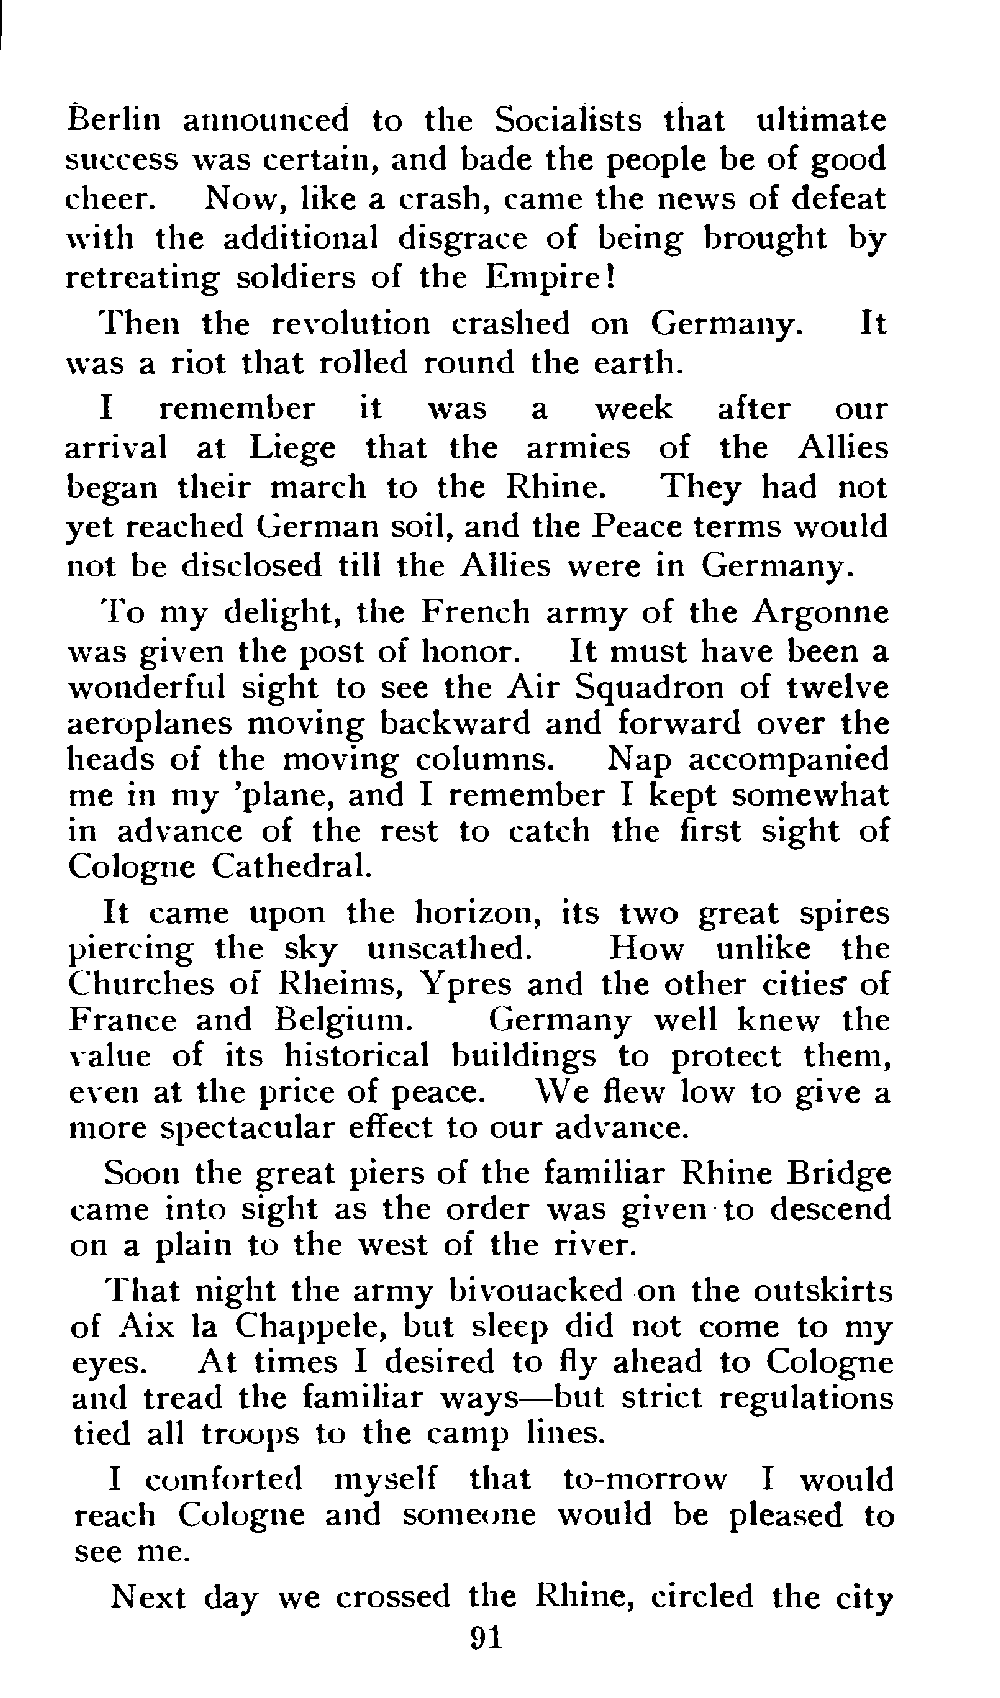 Berlin announced to the Socialists that ultimate
success was certain, and bade the people be of good
cheer. Now, like a crash, came the news of defeat
with the additional disgrace of being brought by
retreating soldiers of the Empire!
Then the revolution crashed on Germany. It
was a riot that rolled round the earth.
I remember it was a week after our
arrival at Liege that the armies of the Allies
began their march to the Rhine. They had not
yet reached German soil, and the Peace terms would
not be disclosed till the Allies were in Germany.
To my delight, the French army of the Argonne
was given the post of honor. It must have been a
wonderful sight to see the Air Squadron of twelve
aeroplanes moving backward and forward over the
heads of the moving columns. Nap accompanied
me in my 'plane, and I remember I kept somewhat
in advance of the rest to catch the first sight of
Cologne Cathedral.
It came upon the horizon, its two great spires
piercing the sky unscathed. How unlike the
Churches of Rheims, Ypres and the other cities of
France and Belgium. Germany well knew the
value of its historical buildings to protect them,
even at the price of peace. We flew low to give a
more spectacular effect to our advance.
Soon the great piers of the familiar Rhine Bridge
came into sight as the order was given to descend
on a plain to the west of the river.
That night the army bivouacked on the outskirts
of Aix la Chappele, but sleep did not come to my
eyes. At times I desired to fly ahead to Cologne
and tread the familiar ways—but strict regulations
tied all troops to the camp lines.
I comforted myself that to-morrow I would
reach Cologne and someone would be pleased to
see me.
Next day we crossed the Rhine, circled the city
91